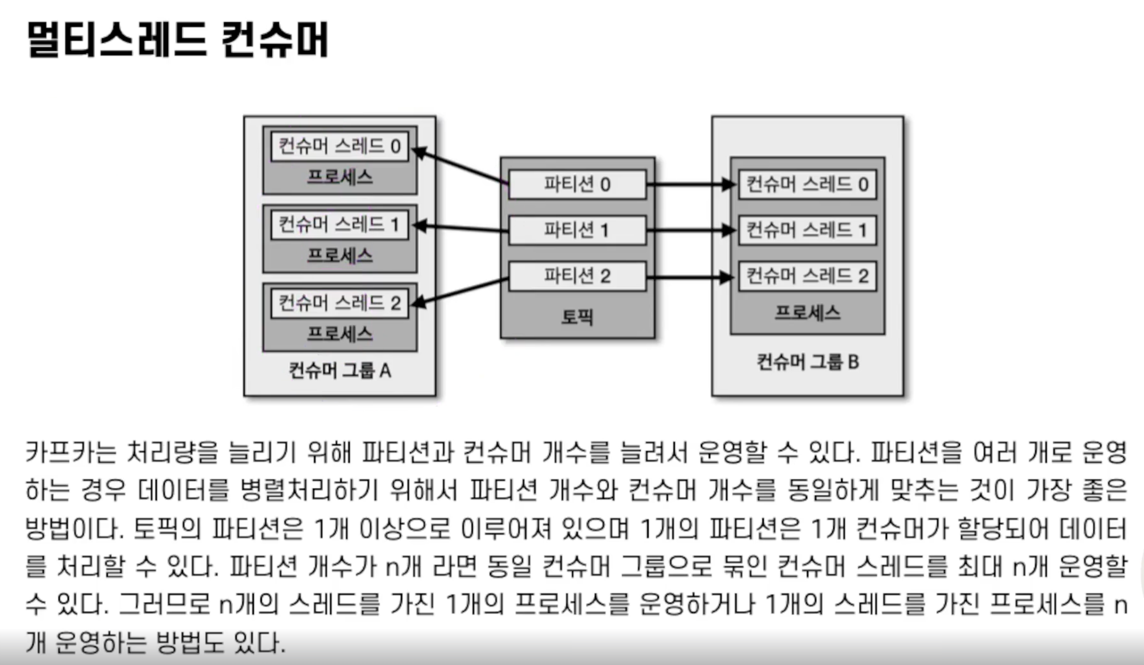 멀티스레드 컨슈머
컨슈머 스레드 0
프로세스
컨슈머 스레드 1
프로세스
컨슈머 스레드 2
프로세스
컨슈머 그룹 A
파티션 0
파티션 1
파티션 2
토픽
컨슈머 스레드 0
컨슈머 스레드 1
컨슈머 스레드 2
프로세스
컨슈머 그룹 B
카프카는 처리량을 늘리기 위해 파티션과 컨슈머 개수를 늘려서 운영할 수 있다. 파티션을 여러 개로 운영
하는 경우 데이터를 병렬처리하기 위해서 파티션 개수와 컨슈머 개수를 동일하게 맞추는 것이 가장 좋은
방법이다. 토픽의 파티션은 1개 이상으로 이루어져 있으며 1개의 파티션은 1개 컨슈머가 할당되어 데이터
를 처리할 수 있다. 파티션 개수가 n개 라면 동일 컨슈머 그룹으로 묶인 컨슈머 스레드를 최대 n개 운영할
수 있다. 그러므로 n개의 스레드를 가진 1개의 프로세스를 운영하거나 1개의 스레드를 가진 프로세스를 n
개 운영하는 방법도 있다.